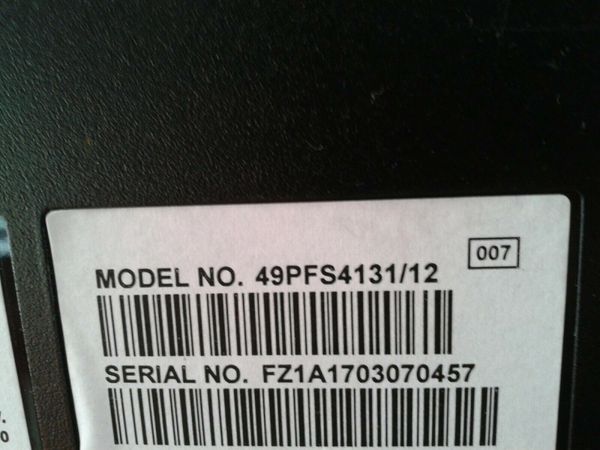 007
MODEL NO. 49PFS4131/12
SERIAL NO. FZ1A1703070457